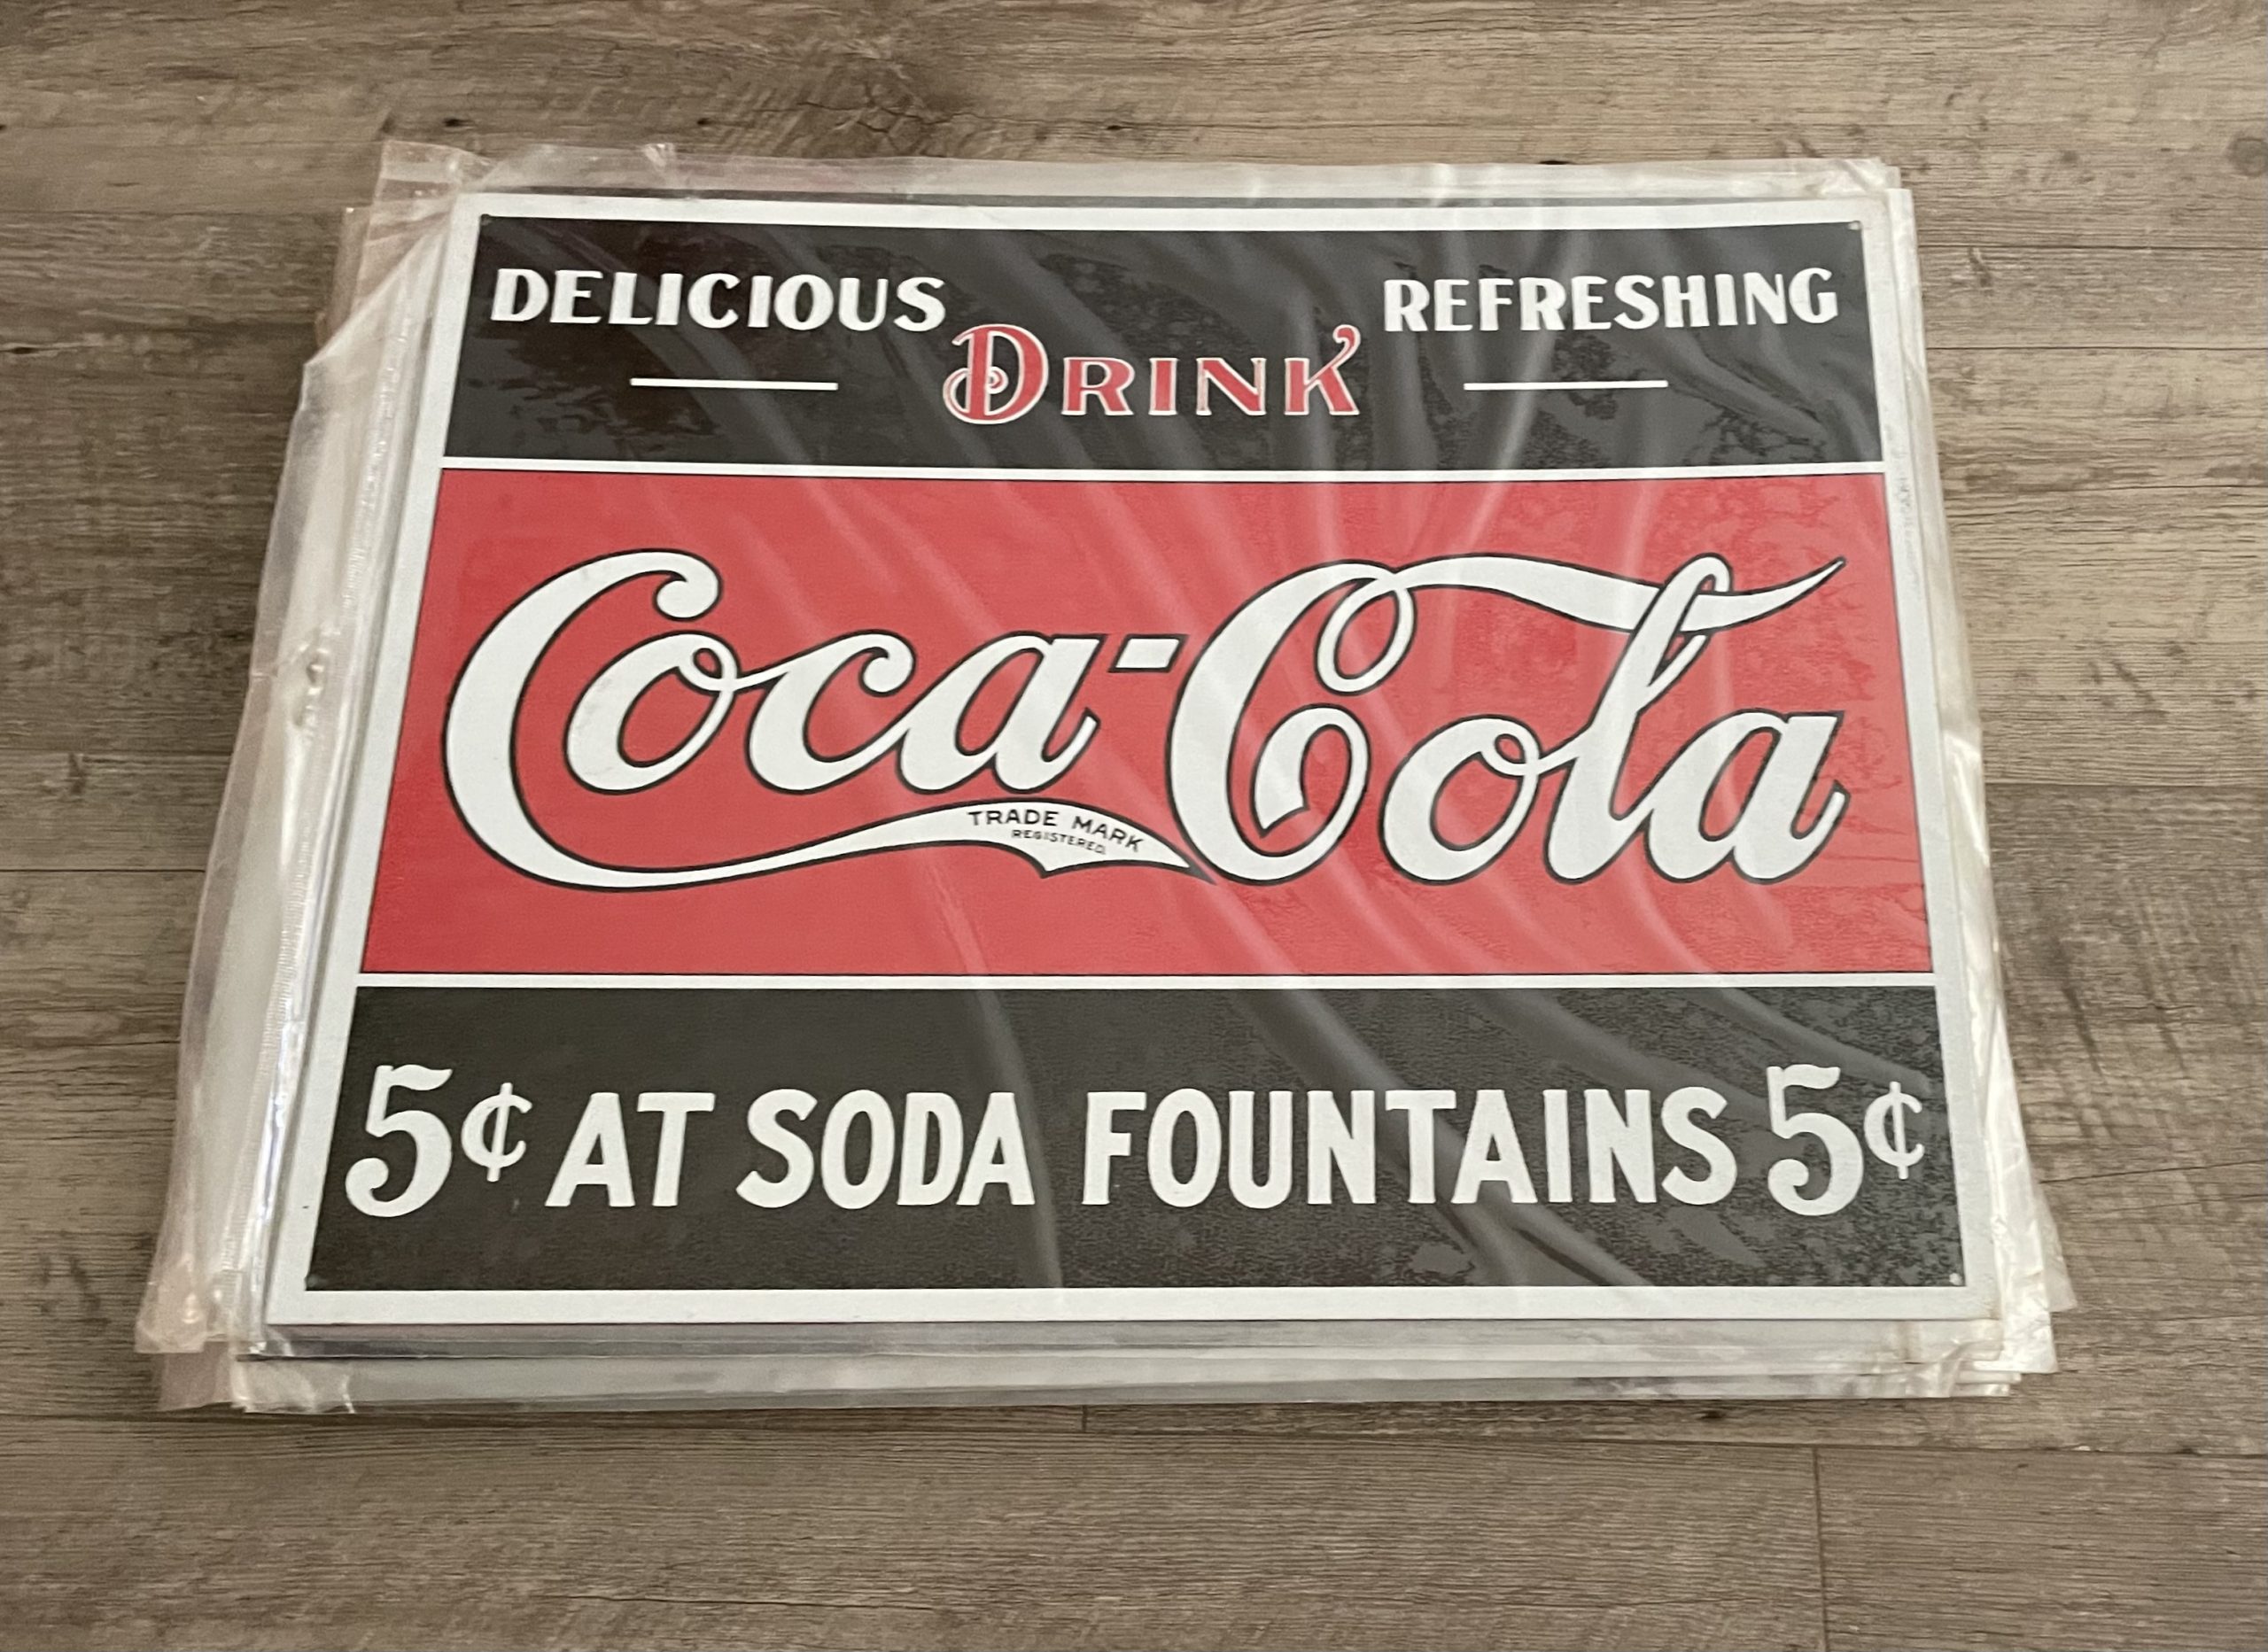 DELICIOUS REFRESHING
DRINK
Coca-Cola
TRADE MARK
REGISTERED
5¢ AT SODA FOUNTAINS 5¢